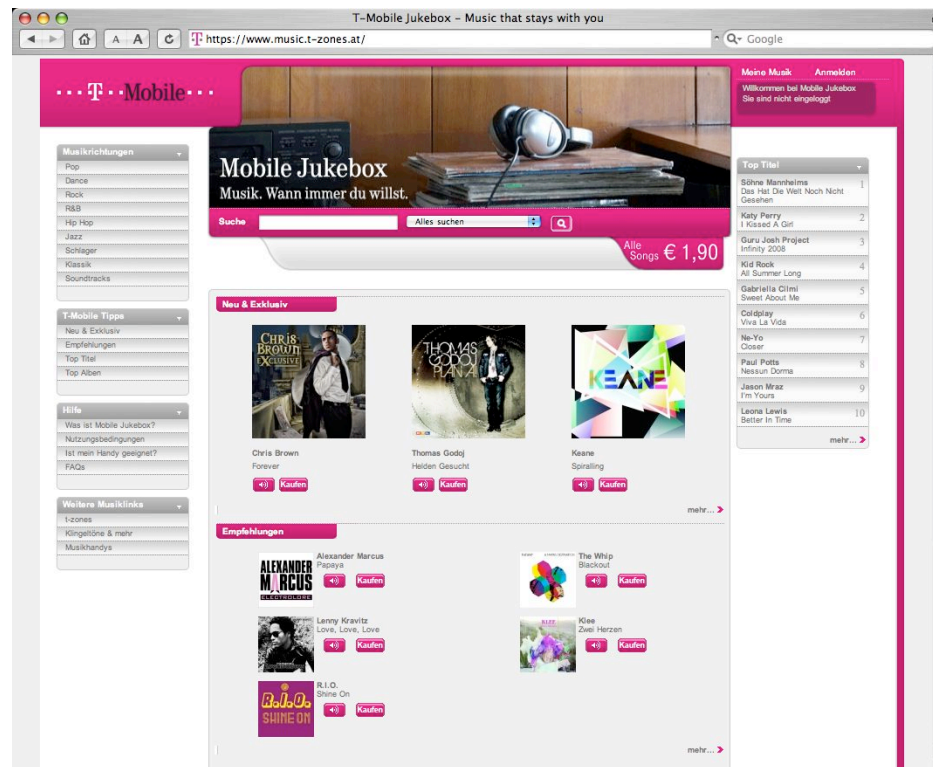 T-Mobile Jukebox – Music that stays with you
A A
https://www.music.t-zones.at/
Google
···T··Mobile···
Meine Musik Anmelden
Willkommen bei Mobile Jukebox
Sie sind nicht eingeloggt
Mobile Jukebox
Musik. Wann immer du willst.
Suche
Alles suchen
Alle
Songs € 1,90
Musikrichtungen
Pop
Dance
Rock
R&B
Hip Hop
Jazz
Schlager
Klassik
Soundtracks
T-Mobile Tipps
Neu & Exklusiv
Empfehlungen
Top Titel
Top Alben
Hilfe
Was ist Mobile Jukebox?
Nutzungsbedingungen
Ist mein Handy geeignet?
FAQs
Weitere Musiklinks
t-zones
Klingeltöne & mehr
Musikhandys
Neu & Exklusiv
CHRIS
BROWN
EXCLUSIVE
THOMAS
GODOJ
PLAN A!
KEANE
Chris Brown
Forever
Kaufen
Thomas Godoj
Helden Gesucht
Kaufen
Keane
Spiralling
Kaufen
mehr...
Empfehlungen
ALEXANDER
MARCUS
ELECTROLORE
Alexander Marcus
Papaya
Kaufen
The Whip
Blackout
Kaufen
Lenny Kravitz
Love, Love, Love
Kaufen
KLEE
Klee
Zwei Herzen
Kaufen
R.I.O.
SHINE ON
R.I.O.
Shine On
Kaufen
mehr...
Top Titel
Söhne Mannheims 1
Das Hat Die Welt Noch Nicht
Gesehen
Katy Perry 2
I Kissed A Girl
Guru Josh Project 3
Infinity 2008
Kid Rock 4
All Summer Long
Gabriella Cilmi 5
Sweet About Me
Coldplay 6
Viva La Vida
Ne-Yo 7
Closer
Paul Potts 8
Nessun Dorma
Jason Mraz 9
I'm Yours
Leona Lewis 10
Better In Time
mehr...